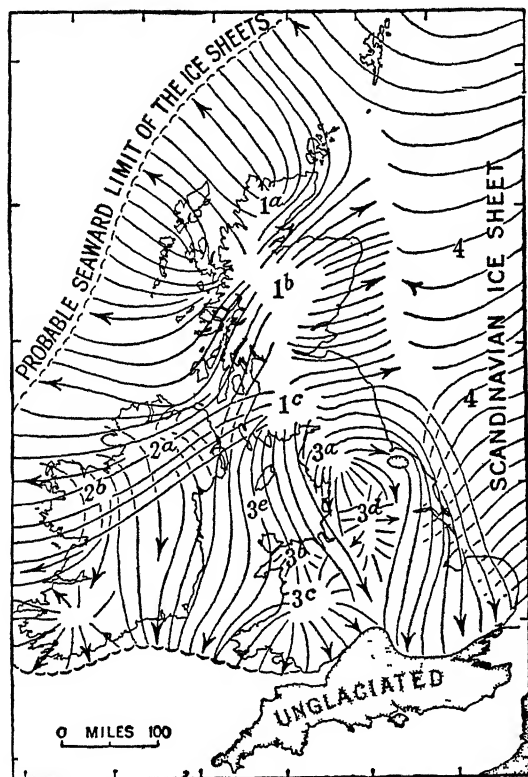 PROBABLE SEAWARD LIMIT OF THE ICE SHEETS
SCANDINAVIAN ICE SHEET
1a
1b
4
1c
4
2a
3a
2b
3e
3d
3b
3c
UNGLACIATED
0 MILES 100